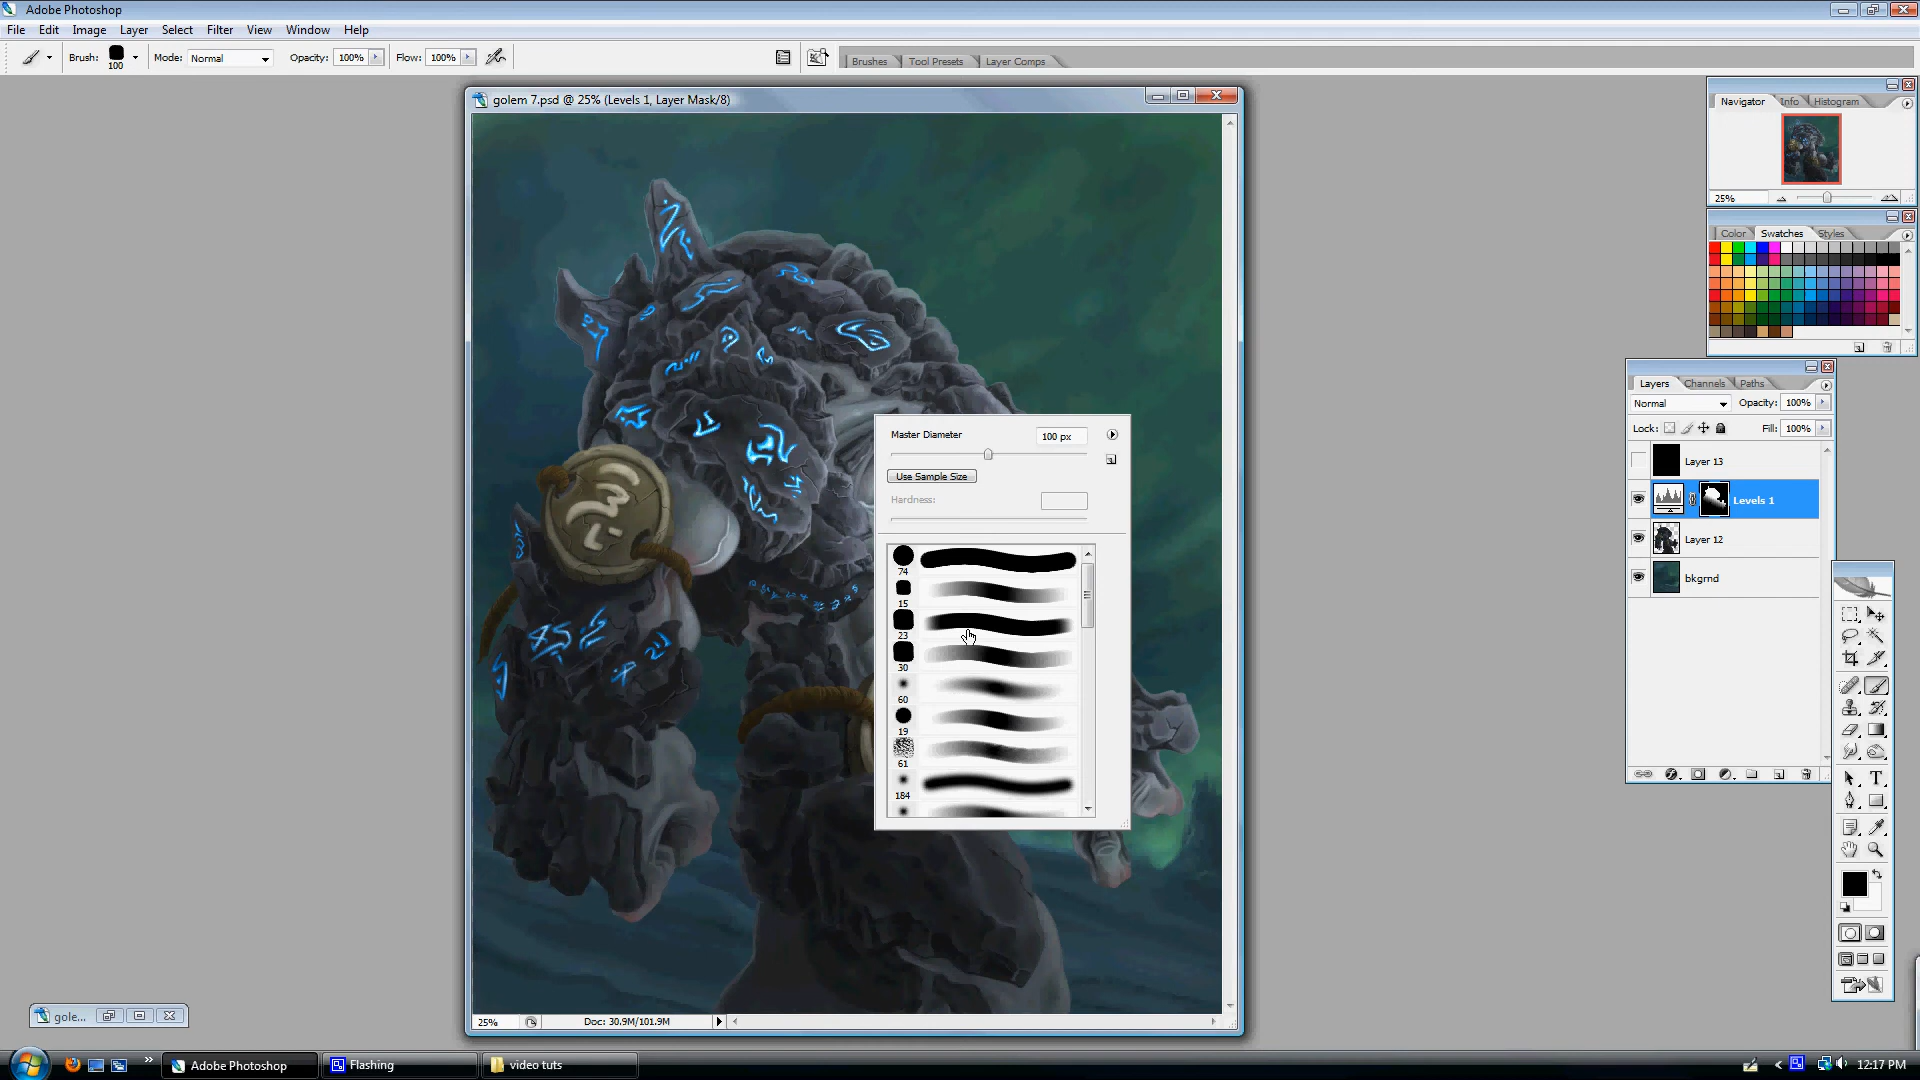 Adobe Photoshop
File Edit Image Layer Select Filter View Window Help
Brush: 100 Mode: Normal Opacity: 100% Flow: 100% Brushes Tool Presets Layer Comps
golem 7.psd @ 25% (Levels 1, Layer Mask/8)
Navigator Info Histogram
25%
Color Swatches Styles
Layers Channels Paths
Normal Opacity: 100%
Lock: Fill: 100%
Layer 13
Levels 1
Layer 12
bkgrnd
Master Diameter 100 px
Use Sample Size
Hardness:
74
15
23
30
60
19
61
184
25% Doc: 30.9M/101.9M
gole...
Adobe Photoshop Flashing video tuts 12:17 PM